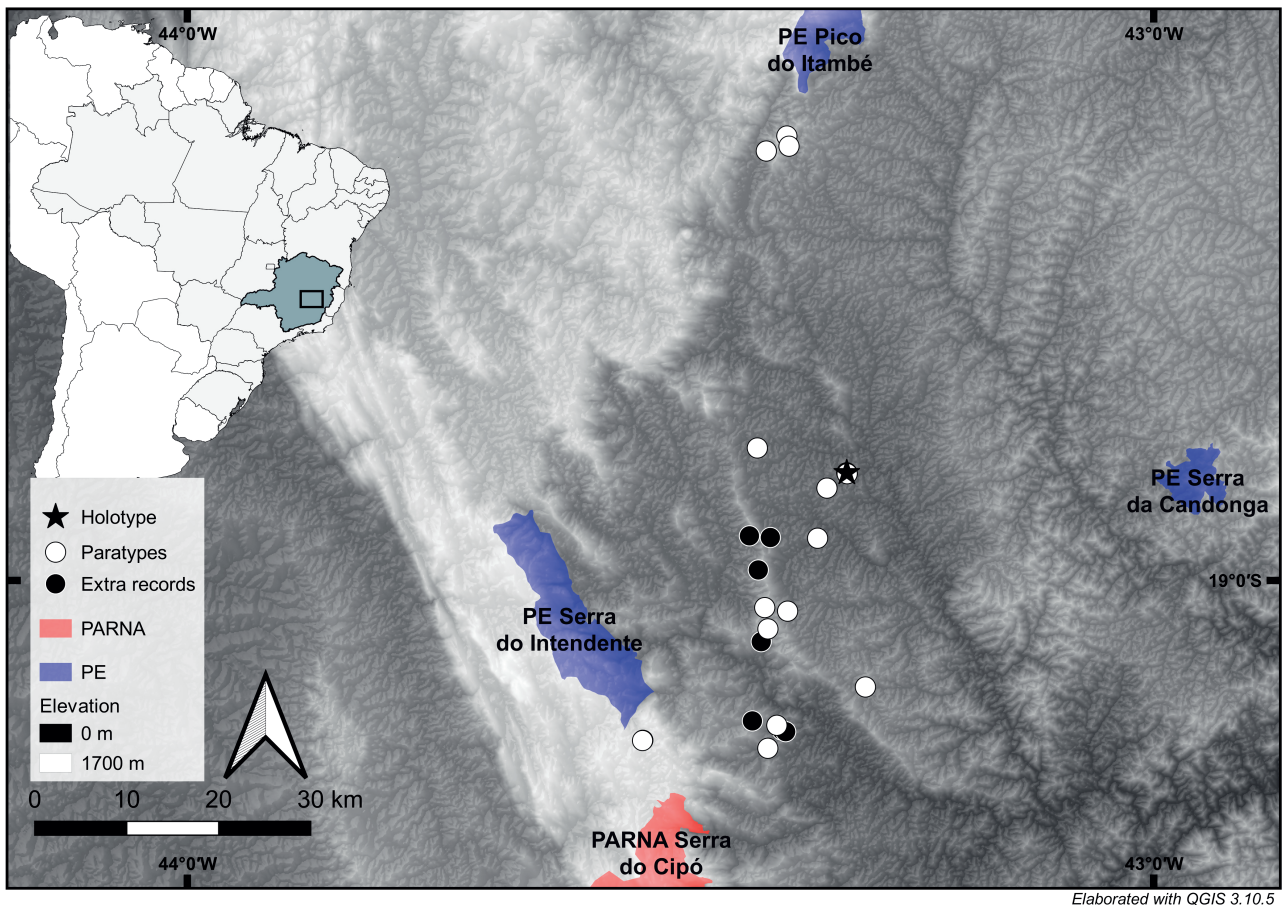 44°0′W
PE Pico
do Itambé
43°0′W
PE Serra
da Candonga
Holotype
Paratypes
Extra records
PARNA
PE
Elevation
0 m
1700 m
19°0′S
PE Serra
do Intendente
0 10 20 30 km
PARNA Serra
do Cipó
44°0′W
43°0′W
Elaborated with QGIS 3.10.5